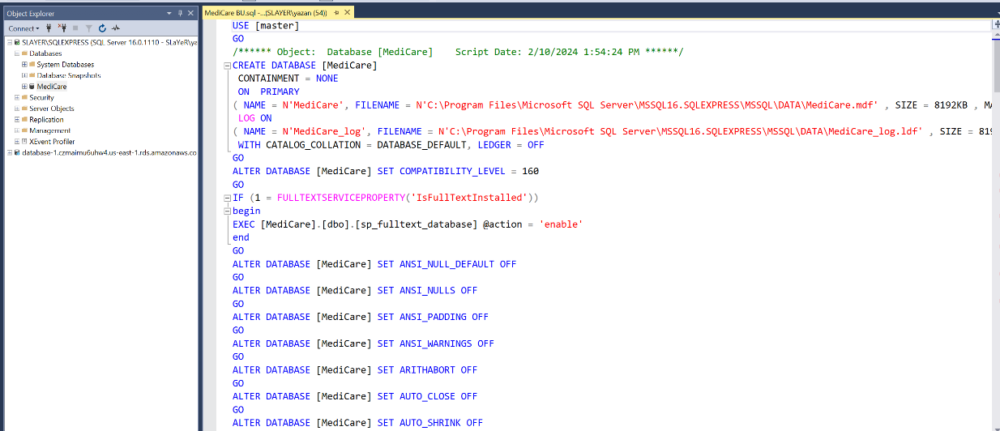 Object Explorer
Connect
SLAYER\SQLEXPRESS (SQL Server 16.0.1110 - SLaYeR\ya
Databases
System Databases
Database Snapshots
MediCare
Security
Server Objects
Replication
Management
XEvent Profiler
database-1.czmaimu6uhw4.us-east-1.rds.amazonaws.co
MediCare BU.sql -...(SLAYER\yazan (54))
USE [master]
GO
/****** Object:  Database [MediCare]    Script Date: 2/10/2024 1:54:24 PM ******/
CREATE DATABASE [MediCare]
CONTAINMENT = NONE
ON  PRIMARY
( NAME = N'MediCare', FILENAME = N'C:\Program Files\Microsoft SQL Server\MSSQL16.SQLEXPRESS\MSSQL\DATA\MediCare.mdf' , SIZE = 8192KB , MA
LOG ON
( NAME = N'MediCare_log', FILENAME = N'C:\Program Files\Microsoft SQL Server\MSSQL16.SQLEXPRESS\MSSQL\DATA\MediCare_log.ldf' , SIZE = 819
WITH CATALOG_COLLATION = DATABASE_DEFAULT, LEDGER = OFF
GO
ALTER DATABASE [MediCare] SET COMPATIBILITY_LEVEL = 160
GO
IF (1 = FULLTEXTSERVICEPROPERTY('IsFullTextInstalled'))
begin
EXEC [MediCare].[dbo].[sp_fulltext_database] @action = 'enable'
end
GO
ALTER DATABASE [MediCare] SET ANSI_NULL_DEFAULT OFF
GO
ALTER DATABASE [MediCare] SET ANSI_NULLS OFF
GO
ALTER DATABASE [MediCare] SET ANSI_PADDING OFF
GO
ALTER DATABASE [MediCare] SET ANSI_WARNINGS OFF
GO
ALTER DATABASE [MediCare] SET ARITHABORT OFF
GO
ALTER DATABASE [MediCare] SET AUTO_CLOSE OFF
GO
ALTER DATABASE [MediCare] SET AUTO_SHRINK OFF